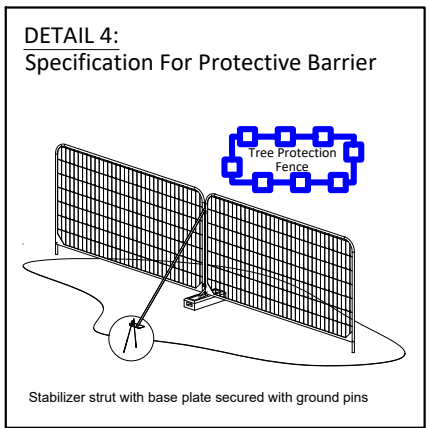 DETAIL 4:
Specification For Protective Barrier
Tree Protection
Fence
Stabilizer strut with base plate secured with ground pins